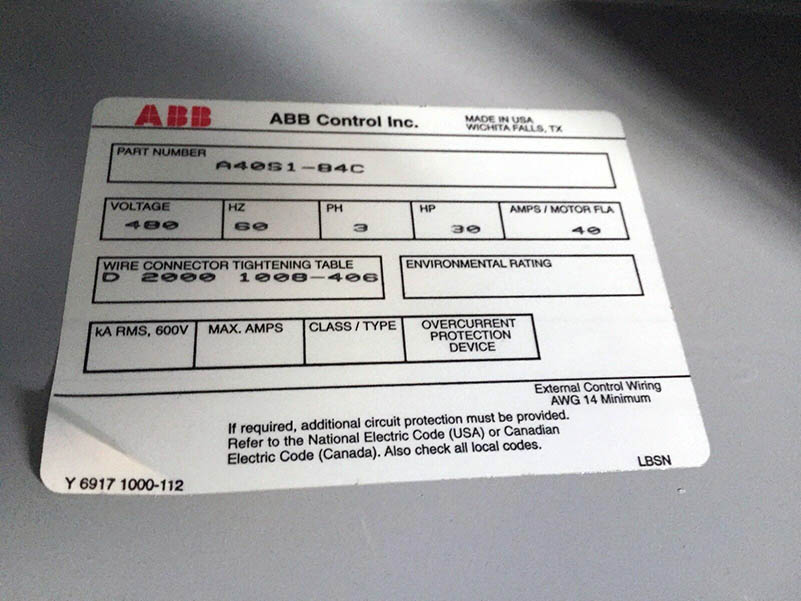 ABB ABB Control Inc. MADE IN USA
WICHITA FALLS, TX
PART NUMBER
A40S1-84C
VOLTAGE HZ PH HP AMPS / MOTOR FLA
480 60 3 30 40
WIRE CONNECTOR TIGHTENING TABLE
D 2000 1008-406
ENVIRONMENTAL RATING
kA RMS, 600V MAX. AMPS CLASS / TYPE OVERCURRENT
PROTECTION
DEVICE
External Control Wiring
AWG 14 Minimum
If required, additional circuit protection must be provided.
Refer to the National Electric Code (USA) or Canadian
Electric Code (Canada). Also check all local codes.
LBSN
Y 6917 1000-112